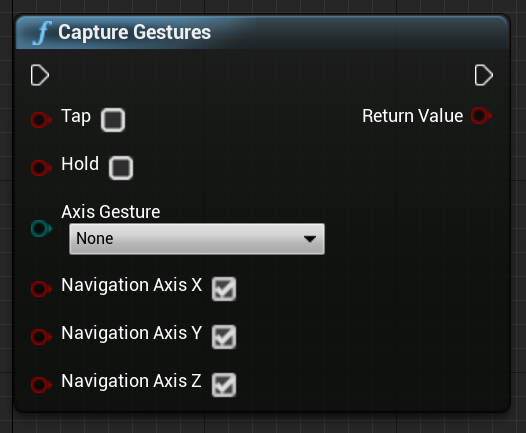 Capture Gestures
Tap
Return Value
Hold
Axis Gesture
None
Navigation Axis X
Navigation Axis Y
Navigation Axis Z